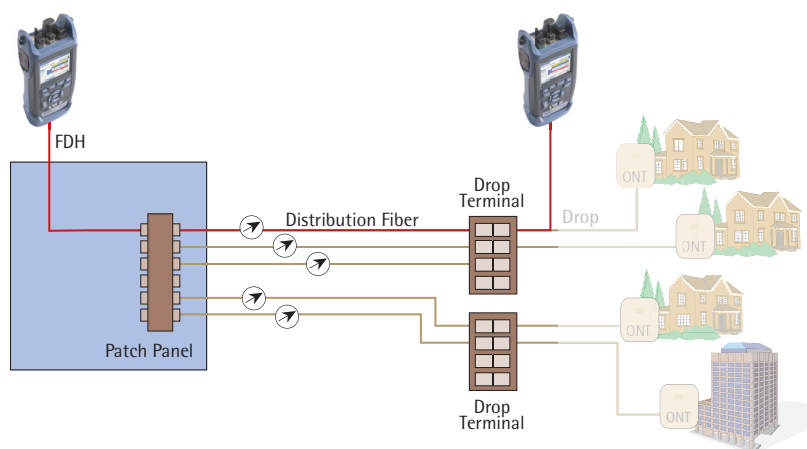 FDH
Drop
Terminal
Distribution Fiber
Drop
ONT
ONT
ONT
ONT
Patch Panel
Drop
Terminal